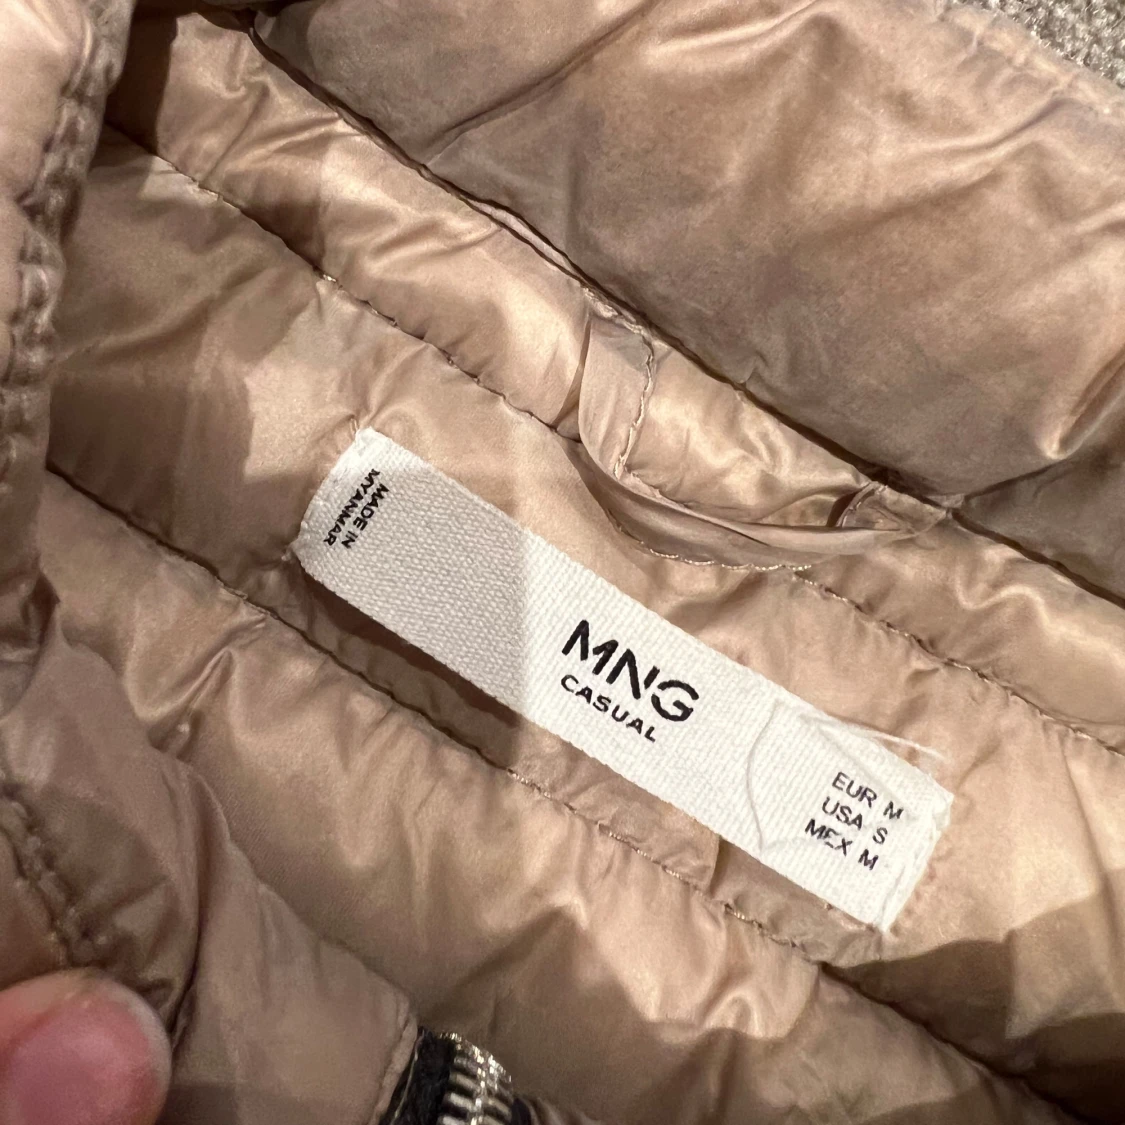 MADE IN
MYANMAR
MNG
CASUAL
EUR M
USA S
MEX M